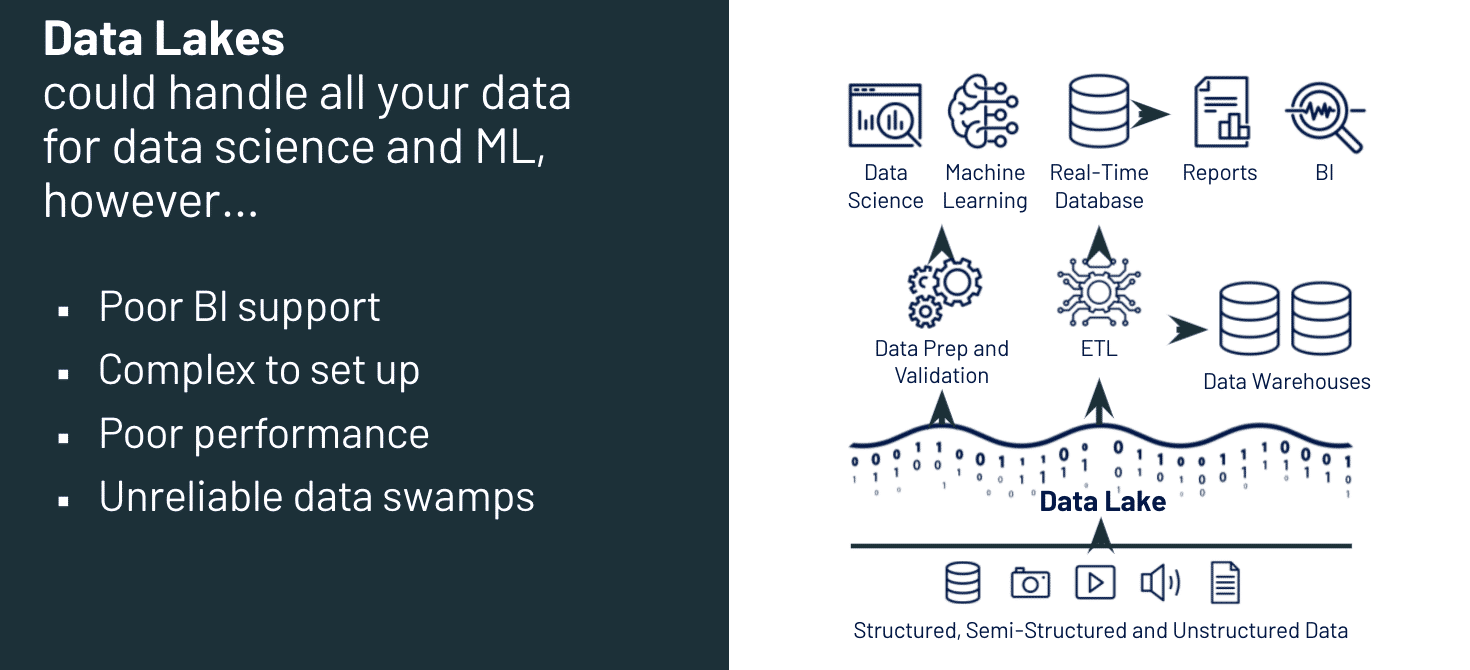 Data Lakes
could handle all your data
for data science and ML,
however...
▪ Poor BI support
▪ Complex to set up
▪ Poor performance
▪ Unreliable data swamps
Data
Science
Machine
Learning
Real-Time
Database
Reports
BI
Data Prep and
Validation
ETL
Data Warehouses
Data Lake
Structured, Semi-Structured and Unstructured Data